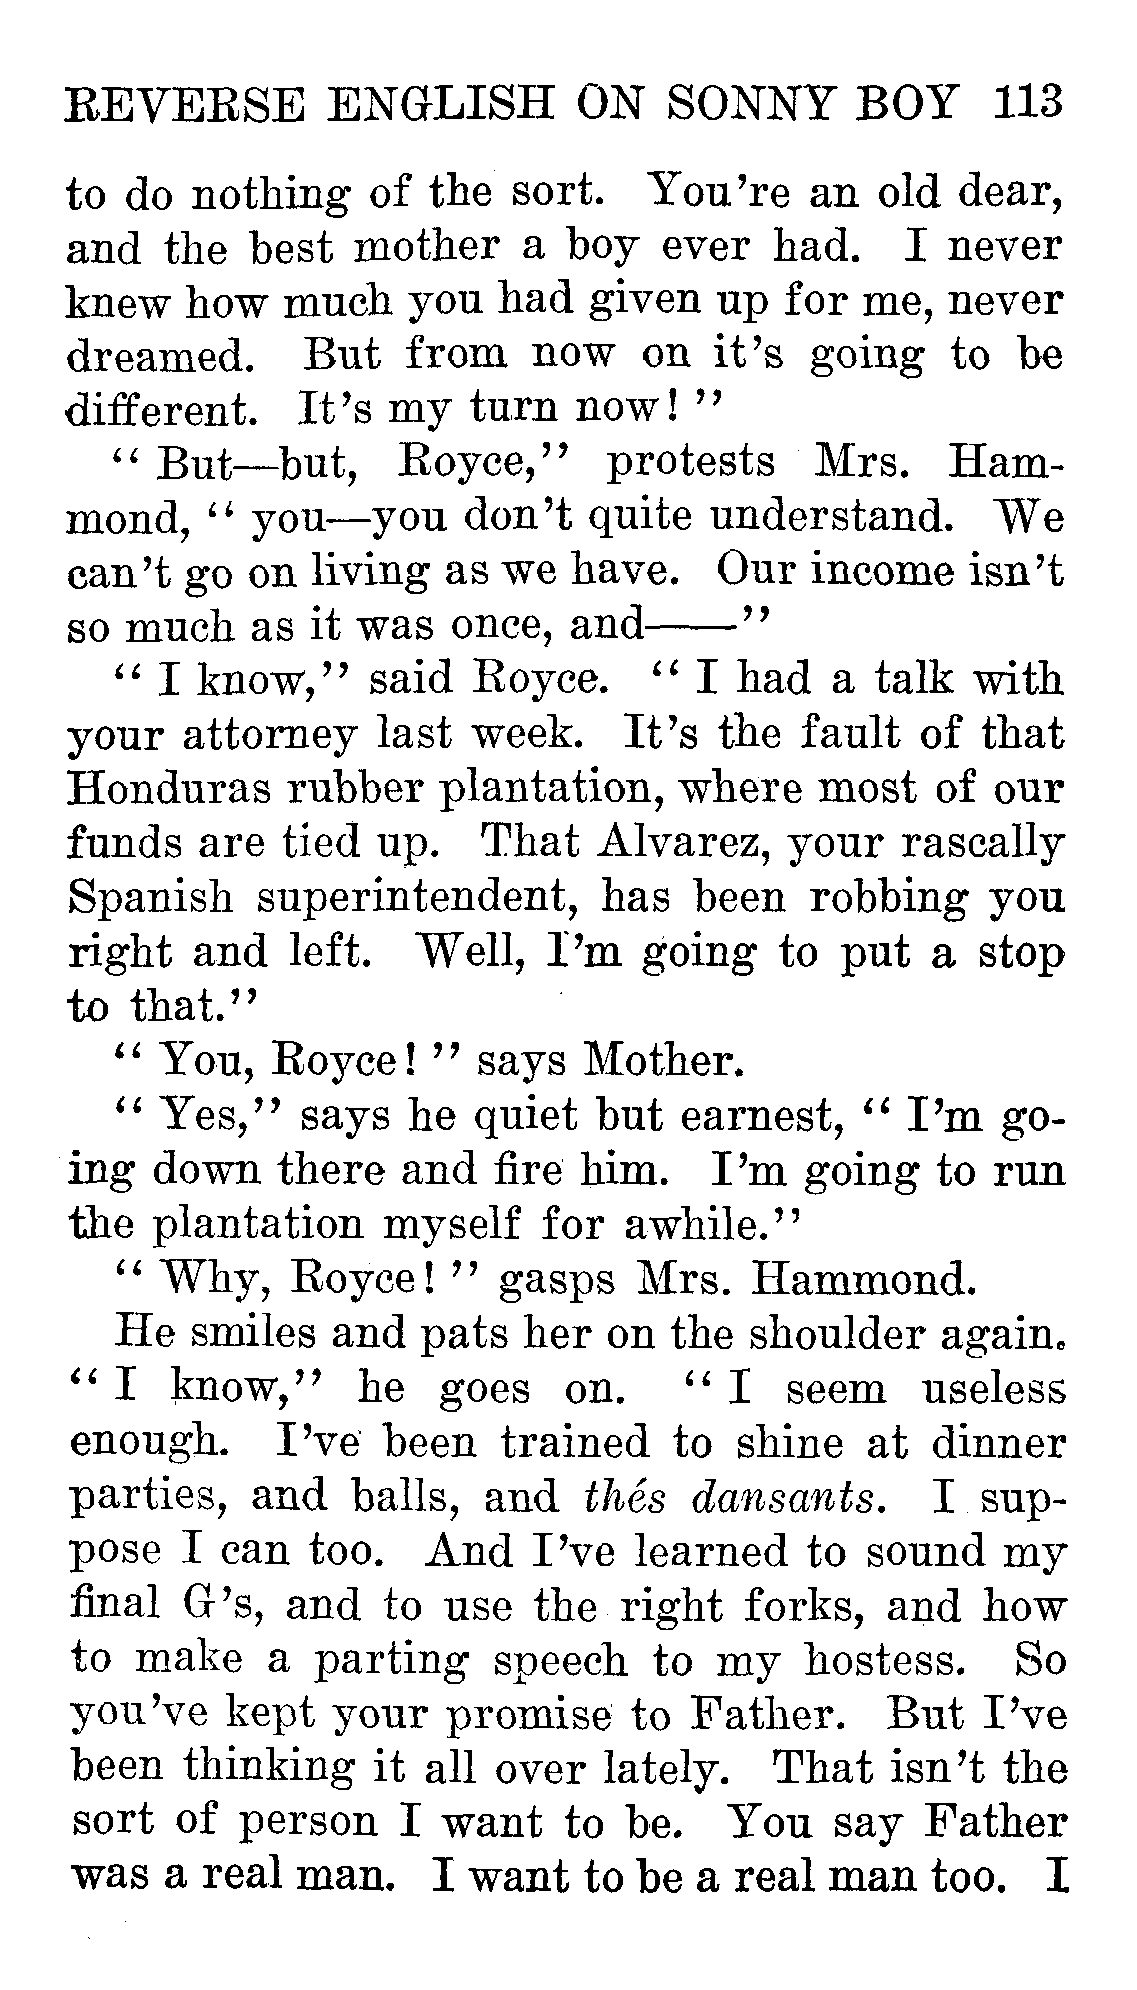 REVERSE ENGLISH ON SONNY BOY 113
to do nothing of the sort. You're an old dear,
and the best mother a boy ever had. I never
knew how much you had given up for me, never
dreamed. But from now on it's going to be
different. It's my turn now! ”
“ But—but, Royce,” protests Mrs. Ham-
mond, “ you—you don't quite understand. We
can't go on living as we have. Our income isn't
so much as it was once, and——”
“ I know,” said Royce. “ I had a talk with
your attorney last week. It's the fault of that
Honduras rubber plantation, where most of our
funds are tied up. That Alvarez, your rascally
Spanish superintendent, has been robbing you
right and left. Well, I'm going to put a stop
to that.”
“ You, Royce! ” says Mother.
“ Yes,” says he quiet but earnest, “ I'm go-
ing down there and fire him. I'm going to run
the plantation myself for awhile.”
“ Why, Royce! ” gasps Mrs. Hammond.
He smiles and pats her on the shoulder again.
“ I know,” he goes on. “ I seem useless
enough. I've been trained to shine at dinner
parties, and balls, and thés dansants. I sup-
pose I can too. And I've learned to sound my
final G's, and to use the right forks, and how
to make a parting speech to my hostess. So
you've kept your promise to Father. But I've
been thinking it all over lately. That isn't the
sort of person I want to be. You say Father
was a real man. I want to be a real man too. I